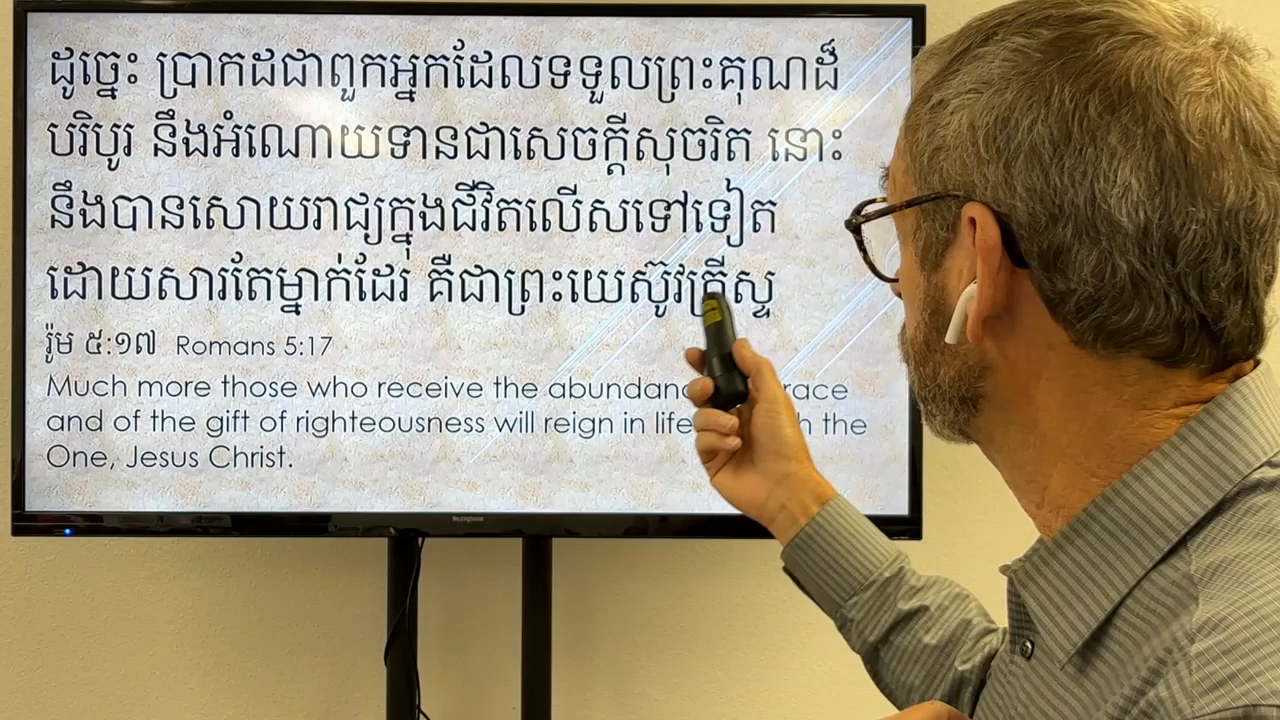 ដូច្នេះ ប្រាកដជាពួកអ្នកដែលទទួលព្រះគុណដ៏
បរិបូរ នឹងអំណោយទានជាសេចក្ដីសុចរិត នោះ
នឹងបានសោយរាជ្យក្នុងជីវិតលើសទៅទៀត
ដោយសារតែម្នាក់ដែរ គឺជាព្រះយេស៊ូវគ្រីស្ទ
រ៉ូម ៥:១៧ Romans 5:17
Much more those who receive the
and of the gift of righteousness will reign in life the
One, Jesus Christ.
Westinghouse